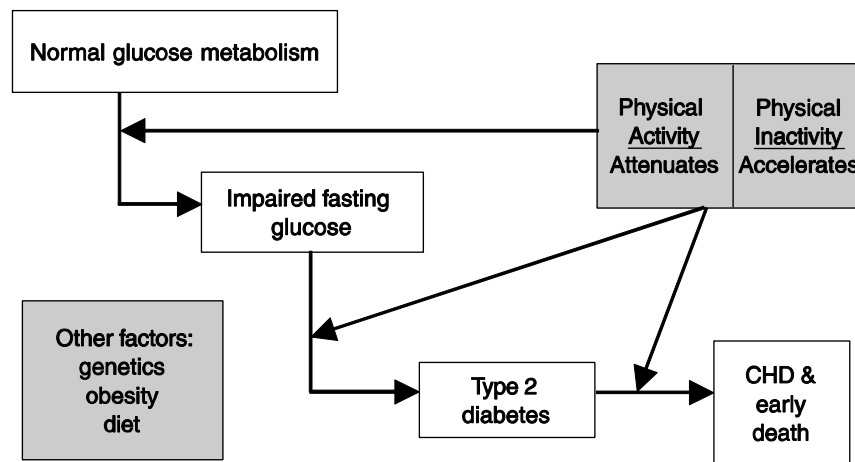 Normal glucose metabolism
Physical
Activity
Attenuates
Physical
Inactivity
Accelerates
Impaired fasting
glucose
Other factors:
genetics
obesity
diet
Type 2
diabetes
CHD &
early
death